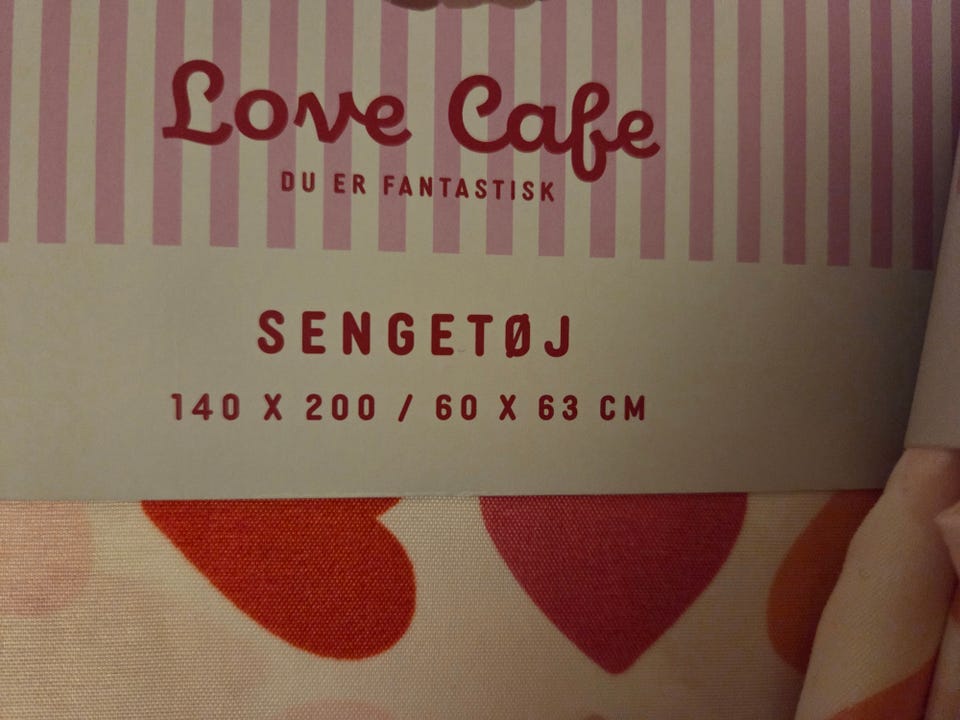 Love Cafe
DU ER FANTASTISK
SENGETØJ
140 X 200 / 60 X 63 CM